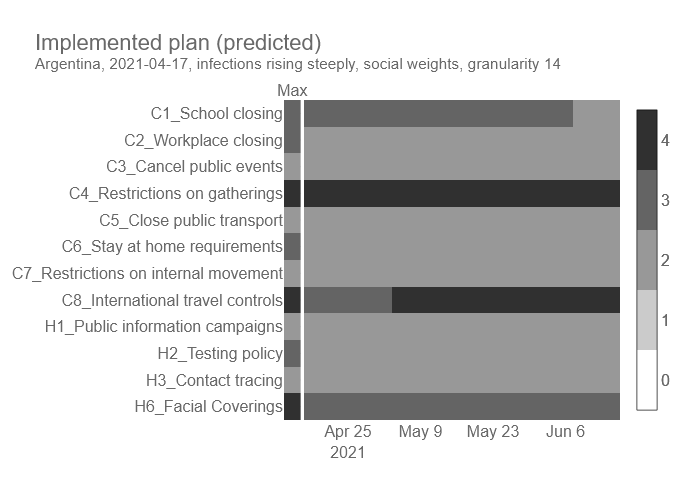 Implemented plan (predicted)
Argentina, 2021-04-17, infections rising steeply, social weights, granularity 14
Max
C1_School closing
C2_Workplace closing
C3_Cancel public events
C4_Restrictions on gatherings
C5_Close public transport
C6_Stay at home requirements
C7_Restrictions on internal movement
C8_International travel controls
H1_Public information campaigns
H2_Testing policy
H3_Contact tracing
H6_Facial Coverings
Apr 25 May 9 May 23 Jun 6
2021
4
3
2
1
0